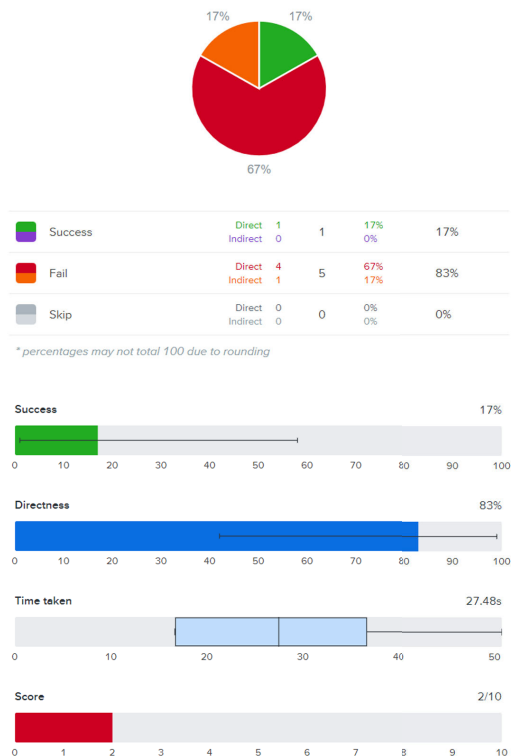 17% 17%
67%
Success Direct 1 1 17% 17%
Indirect 0 0%
Fail Direct 4 5 67% 83%
Indirect 1 17%
Skip Direct 0 0 0% 0%
Indirect 0 0%
* percentages may not total 100 due to rounding
Success 17%
0 10 20 30 40 50 60 70 80 90 100
Directness 83%
0 10 20 30 40 50 60 70 80 90 100
Time taken 27.48s
0 10 20 30 40 50
Score 2/10
0 1 2 3 4 5 6 7 8 9 10